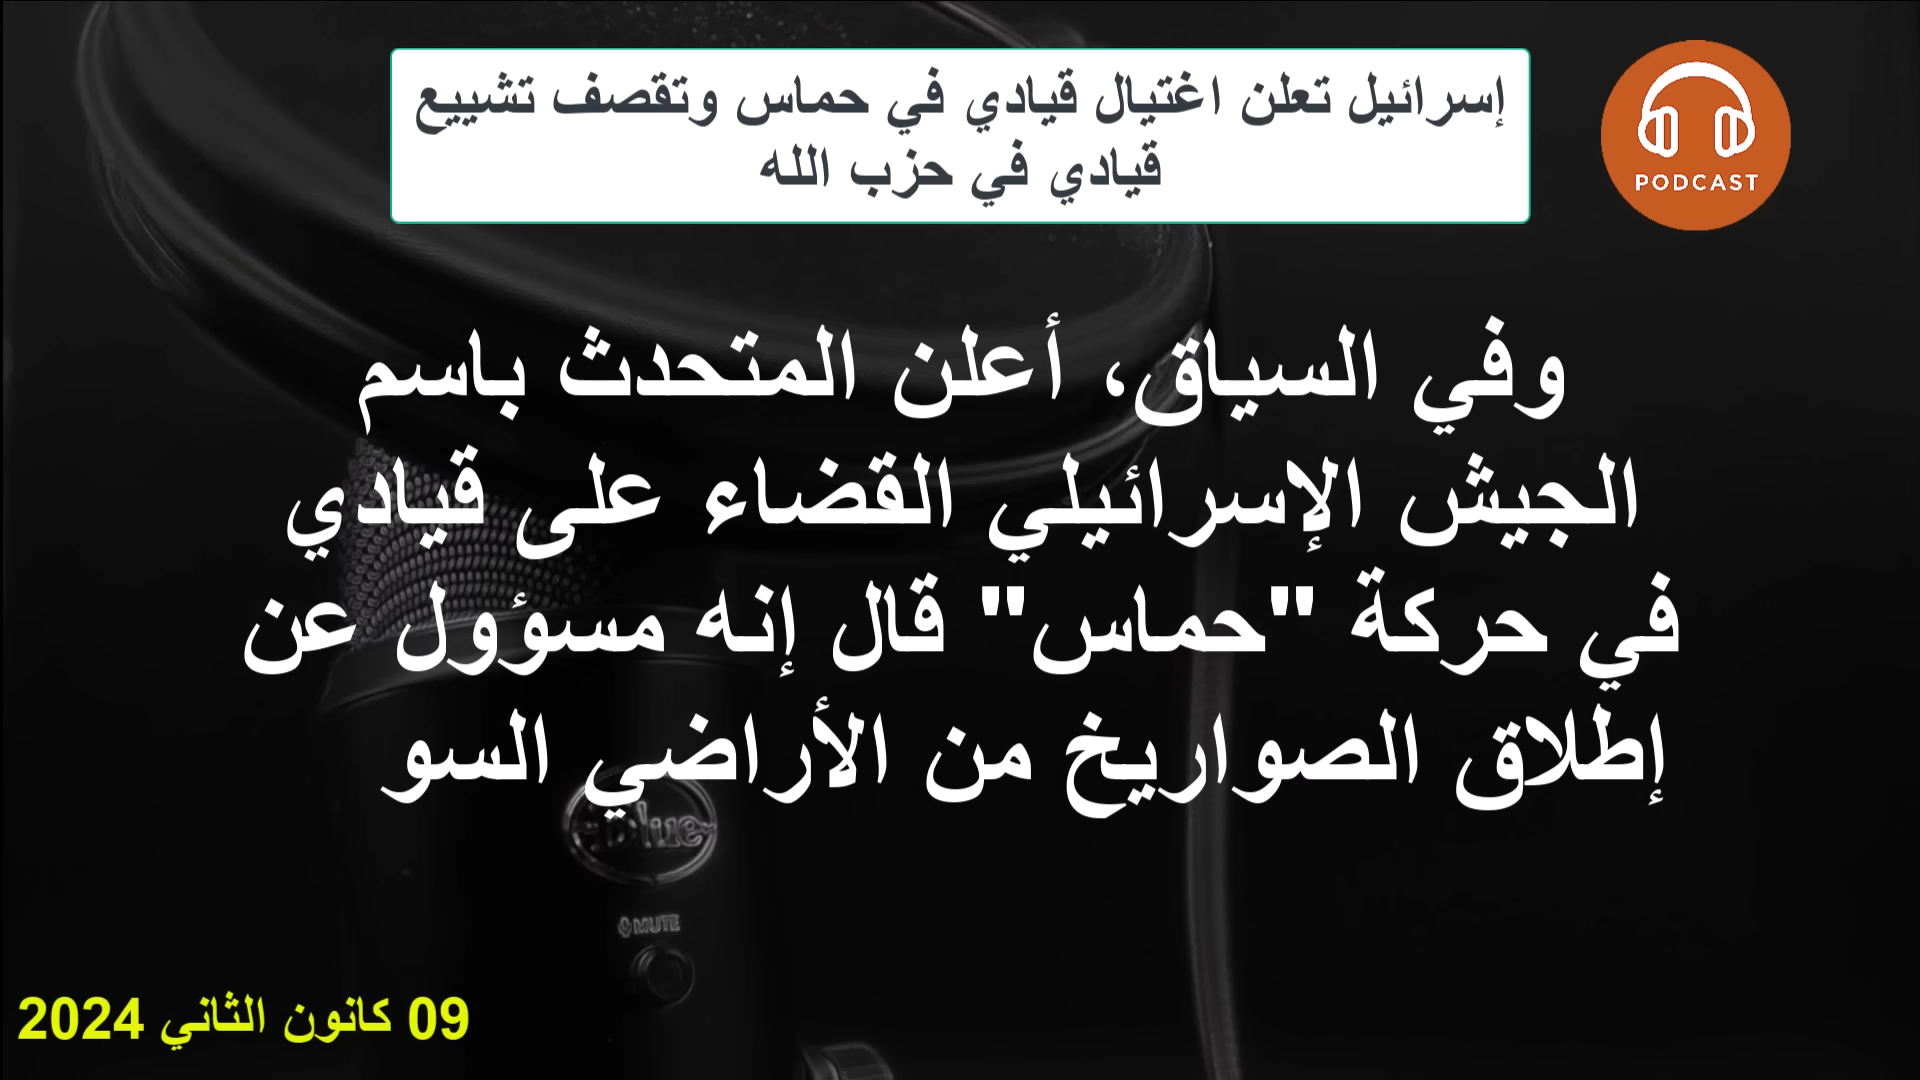 إسرائيل تعلن اغتيال قيادي في حماس وتقصف تشييع
قيادي في حزب الله
PODCAST
وفي السياق، أعلن المتحدث باسم
الجيش الإسرائيلي القضاء على قيادي
في حركة "حماس" قال إنه مسؤول عن
إطلاق الصواريخ من الأراضي السو
Blue
MUTE
09 كانون الثاني 2024